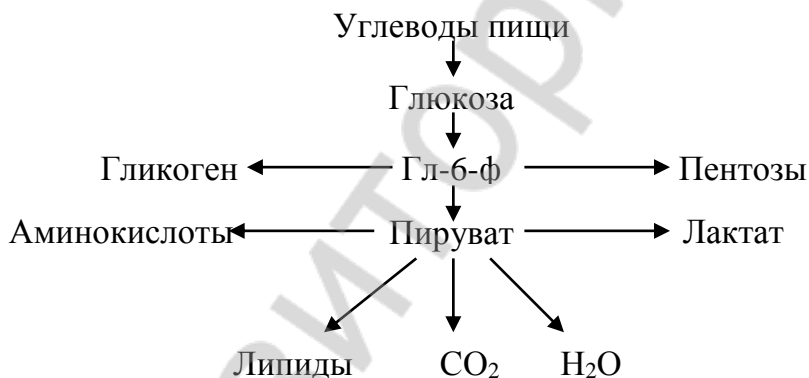 Углеводы пищи
Глюкоза
Гликоген Гл-6-ф Пентозы
Аминокислоты Пируват Лактат
Липиды CO₂ H₂O